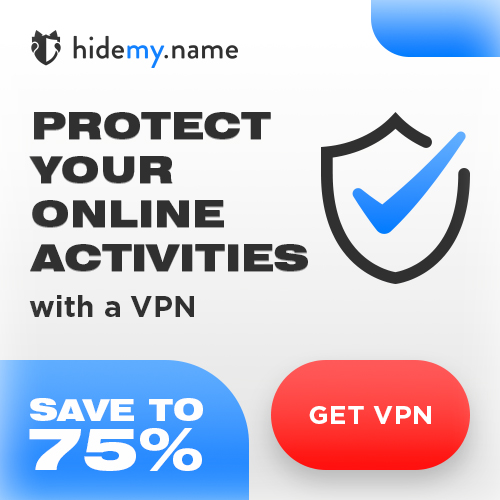 hidemy.name
PROTECT
YOUR
ONLINE
ACTIVITIES
with a VPN
SAVE TO
75%
GET VPN